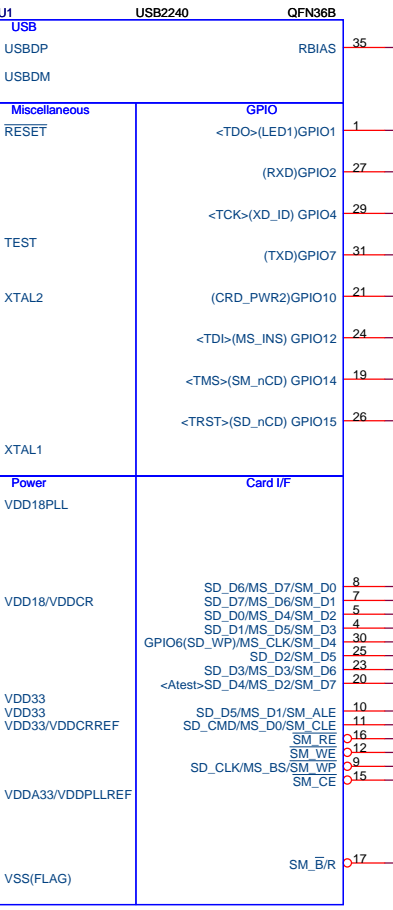 U1 USB2240 QFN36B
USB
USBDP RBIAS 35
USBDM
Miscellaneous GPIO
RESET <TDO>(LED1)GPIO1 1
(RXD)GPIO2 27
<TCK>(XD_ID) GPIO4 29
TEST
(TXD)GPIO7 31
XTAL2 (CRD_PWR2)GPIO10 21
<TDI>(MS_INS) GPIO12 24
<TMS>(SM_nCD) GPIO14 19
<TRST>(SD_nCD) GPIO15 26
XTAL1
Power Card I/F
VDD18PLL
SD_D6/MS_D7/SM_D0 8
VDD18/VDDCR SD_D7/MS_D6/SM_D1 7
SD_D0/MS_D4/SM_D2 5
SD_D1/MS_D5/SM_D3 4
GPIO6(SD_WP)/MS_CLK/SM_D4 30
SD_D2/SM_D5 25
SD_D3/MS_D3/SM_D6 23
<Atest>SD_D4/MS_D2/SM_D7 20
VDD33
VDD33 SD_D5/MS_D1/SM_ALE 10
VDD33/VDDCRREF SD_CMD/MS_D0/SM_CLE 11
SM_RE 16
SM_WE 12
SD_CLK/MS_BS/SM_WP 9
SM_CE 15
VDDA33/VDDPLLREF
SM_B/R 17
VSS(FLAG)